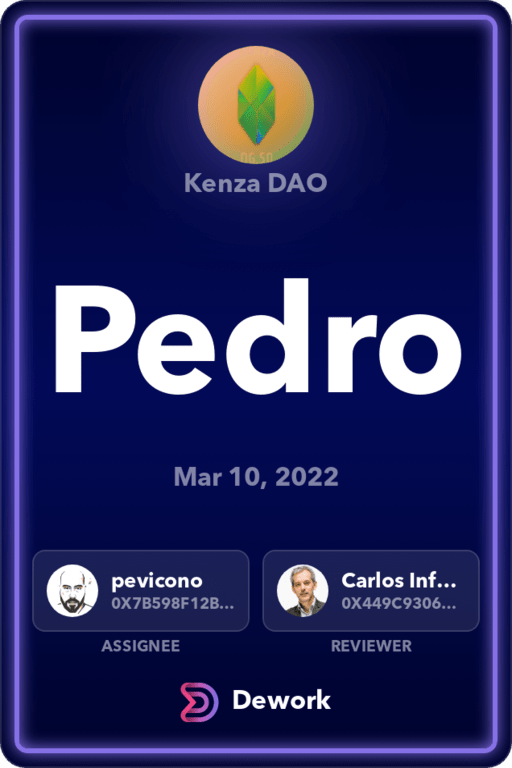 Kenza DAO
Pedro
Mar 10, 2022
pevicono
0X7B598F12B...
ASSIGNEE
Carlos Inf...
0X449C9306...
REVIEWER
Dework